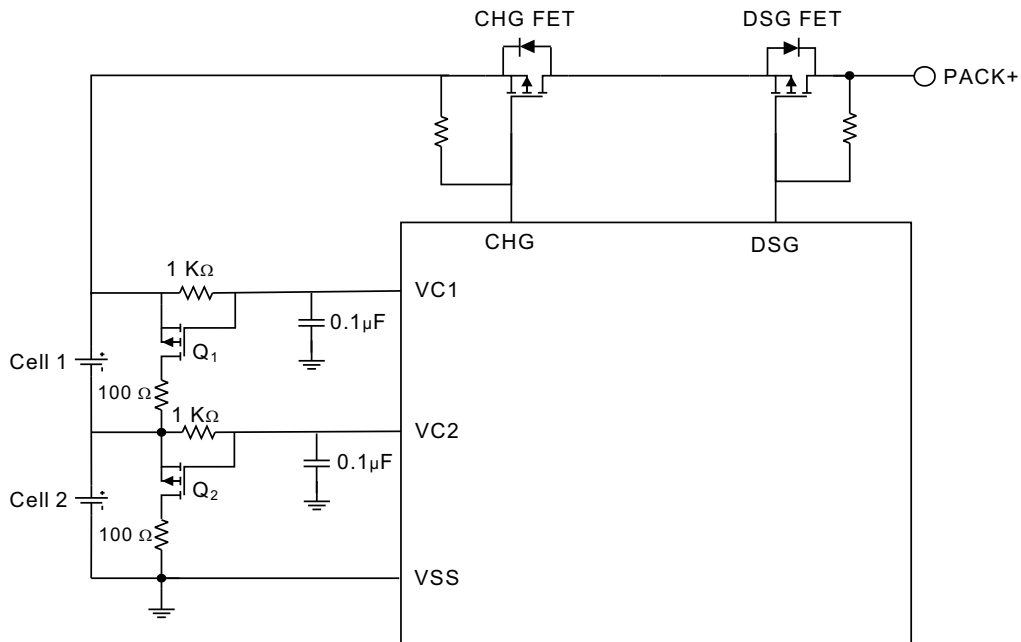 CHG FET
DSG FET
PACK+
CHG
DSG
1 KΩ
VC1
0.1µF
Q1
Cell 1
100 Ω
1 KΩ
VC2
0.1µF
Q2
Cell 2
100 Ω
VSS